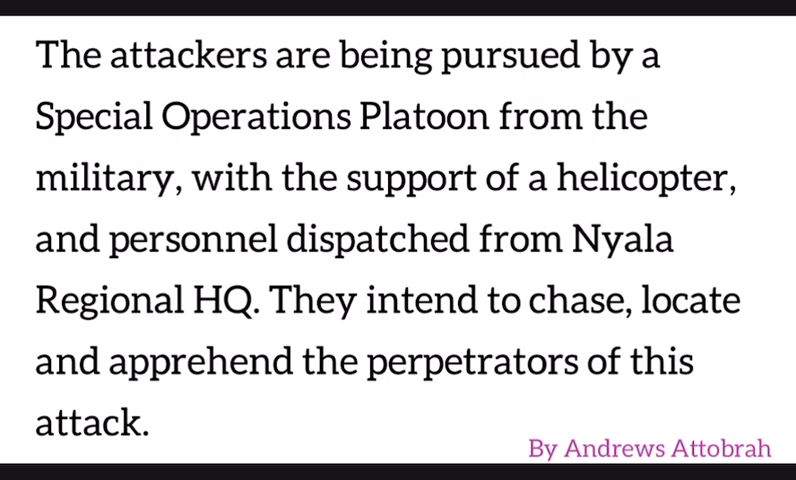 The attackers are being pursued by a
Special Operations Platoon from the
military, with the support of a helicopter,
and personnel dispatched from Nyala
Regional HQ. They intend to chase, locate
and apprehend the perpetrators of this
attack.
By Andrews Attobrah